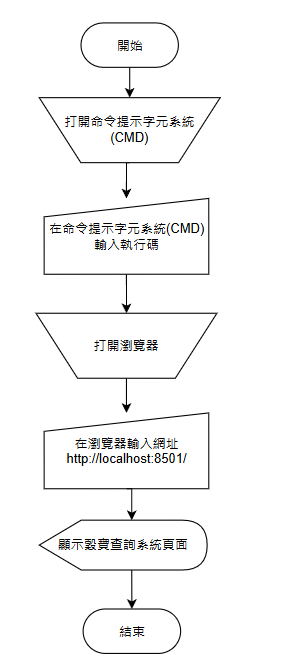 開始
打開命令提示字元系統
(CMD)
在命令提示字元系統(CMD)
輸入執行碼
打開瀏覽器
在瀏覽器輸入網址
http://localhost:8501/
顯示殼費查詢系統頁面
結束